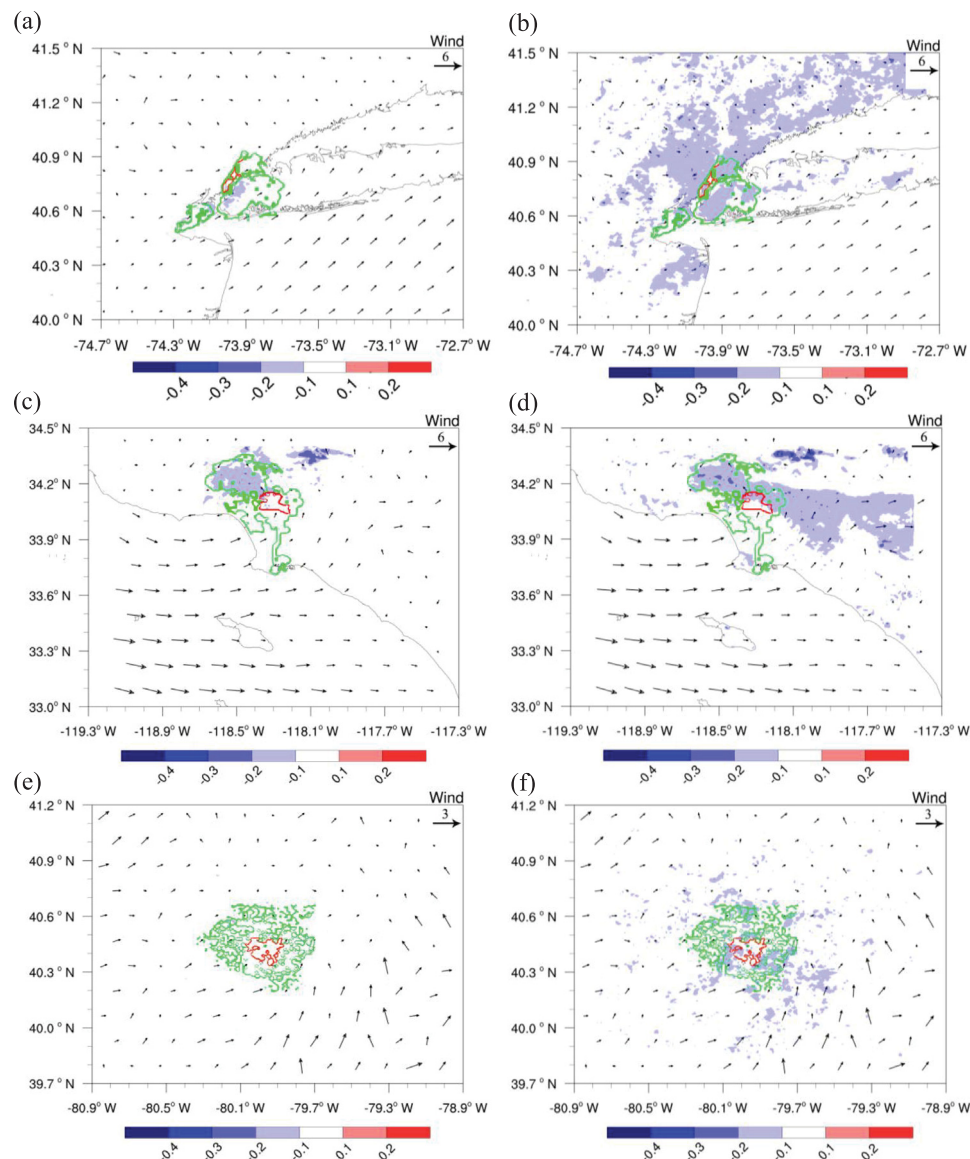 (a)
(b)
Wind
6
41.5° N
41.2° N
40.9° N
40.6° N
40.3° N
40.0° N
-74.7° W -74.3° W -73.9° W -73.5° W -73.1° W -72.7° W
-0.4 -0.3 -0.2 -0.1 0.1 0.2
Wind
6
41.5° N
41.2° N
40.9° N
40.6° N
40.3° N
40.0° N
-74.7° W -74.3° W -73.9° W -73.5° W -73.1° W -72.7° W
-0.4 -0.3 -0.2 -0.1 0.1 0.2
(c)
(d)
Wind
6
34.5° N
34.2° N
33.9° N
33.6° N
33.3° N
33.0° N
-119.3° W -118.9° W -118.5° W -118.1° W -117.7° W -117.3° W
-0.4 -0.3 -0.2 -0.1 0.1 0.2
Wind
6
34.5° N
34.2° N
33.9° N
33.6° N
33.3° N
33.0° N
-119.3° W -118.9° W -118.5° W -118.1° W -117.7° W -117.3° W
-0.4 -0.3 -0.2 -0.1 0.1 0.2
(e)
(f)
Wind
3
41.2° N
40.9° N
40.6° N
40.3° N
40.0° N
39.7° N
-80.9° W -80.5° W -80.1° W -79.7° W -79.3° W -78.9° W
-0.4 -0.3 -0.2 -0.1 0.1 0.2
Wind
3
41.2° N
40.9° N
40.6° N
40.3° N
40.0° N
39.7° N
-80.9° W -80.5° W -80.1° W -79.7° W -79.3° W -78.9° W
-0.4 -0.3 -0.2 -0.1 0.1 0.2